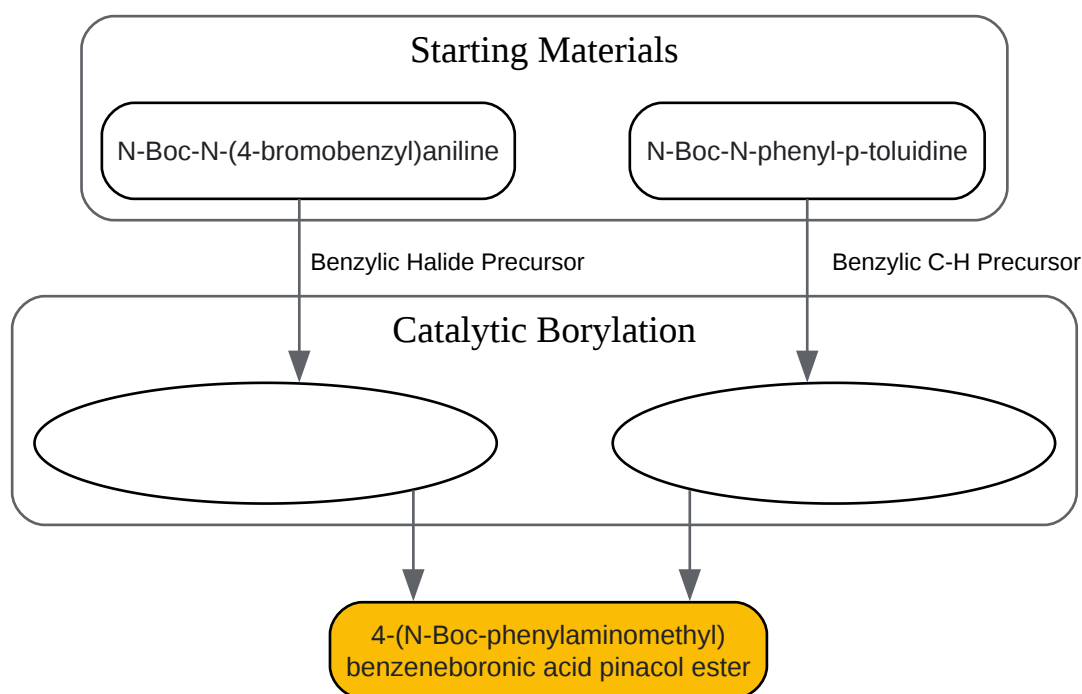 Starting Materials
N-Boc-N-(4-bromobenzyl)aniline
N-Boc-N-phenyl-p-toluidine
Benzylic Halide Precursor
Benzylic C-H Precursor
Catalytic Borylation
4-(N-Boc-phenylaminomethyl)
benzeneboronic acid pinacol ester